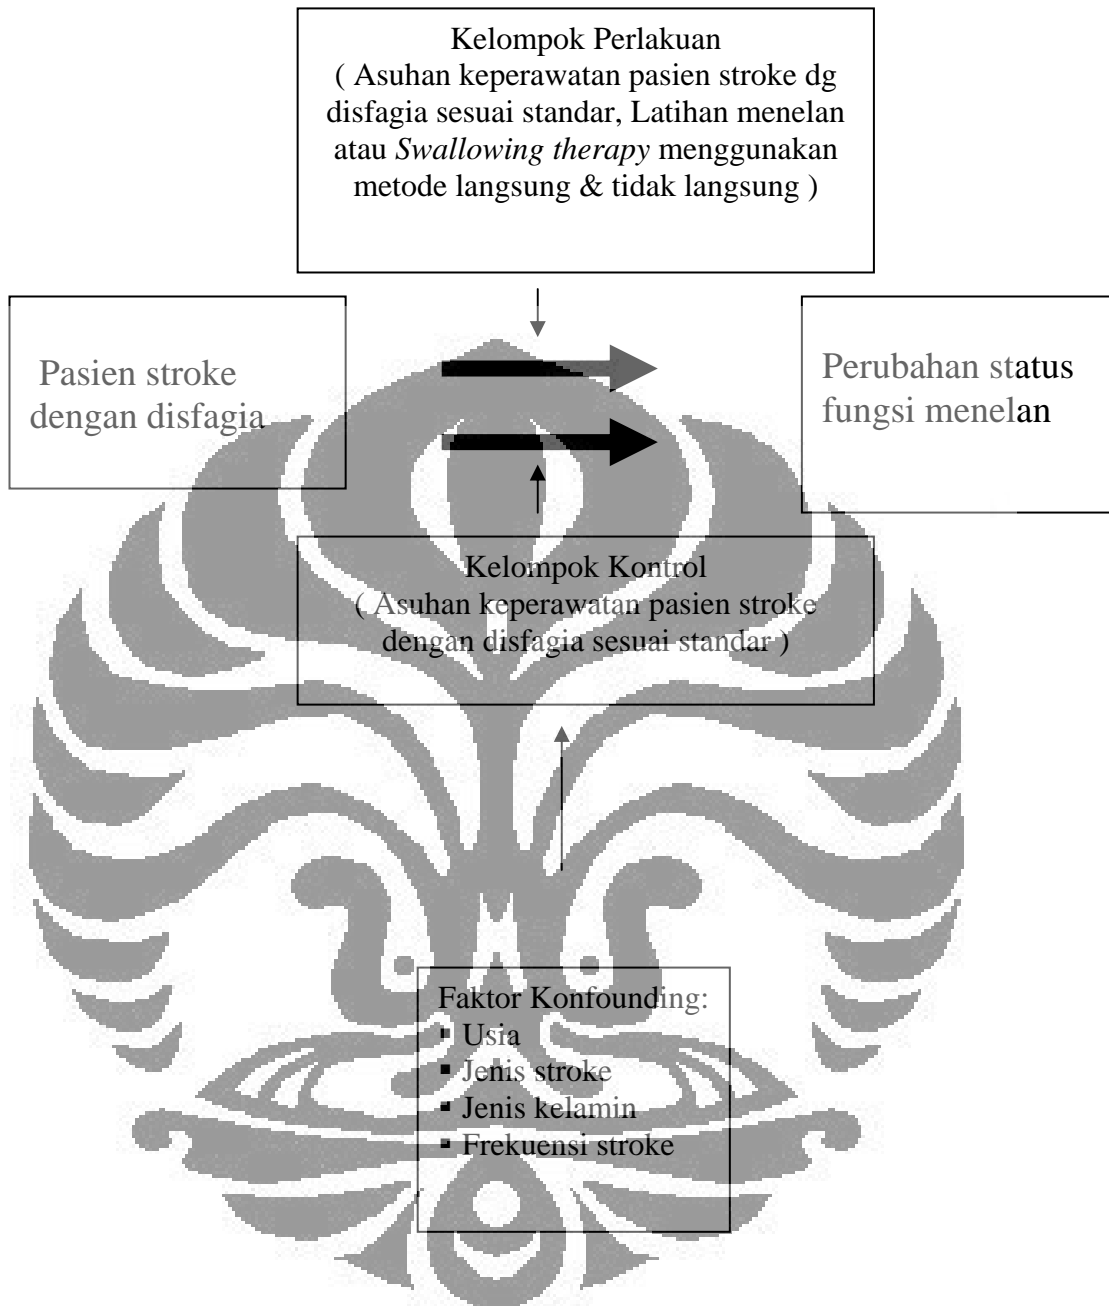 Kelompok Perlakuan
( Asuhan keperawatan pasien stroke dg
disfagia sesuai standar, Latihan menelan
atau Swallowing therapy menggunakan
metode langsung & tidak langsung )
Pasien stroke
dengan disfagia
Perubahan status
fungsi menelan
Kelompok Kontrol
( Asuhan keperawatan pasien stroke
dengan disfagia sesuai standar )
Faktor Konfounding:
▪ Usia
▪ Jenis stroke
▪ Jenis kelamin
▪ Frekuensi stroke